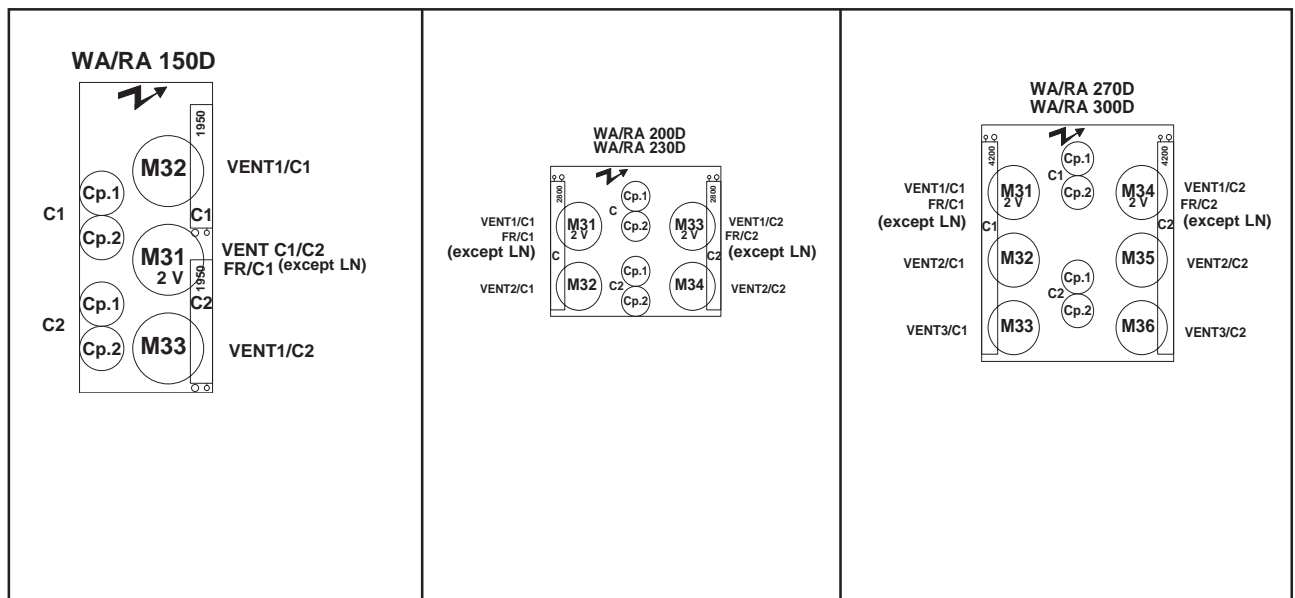 WA/RA 150D
1950
M32
VENT1/C1
Cp.1
C1
C1
Cp.2
M31
2 V
VENT C1/C2
FR/C1 (except LN)
1950
Cp.1
C2
C2
Cp.2
M33
VENT1/C2
WA/RA 200D
WA/RA 230D
2800
2800
Cp.1
C
VENT1/C1
FR/C1
(except LN)
M31
2 V
Cp.2
M33
2 V
VENT1/C2
FR/C2
(except LN)
C
C2
Cp.1
C2
VENT2/C1
M32
Cp.2
M34
VENT2/C2
WA/RA 270D
WA/RA 300D
4200
4200
Cp.1
C1
VENT1/C1
FR/C1
(except LN)
M31
2 V
Cp.2
M34
2 V
VENT1/C2
FR/C2
(except LN)
C1
C2
VENT2/C1
M32
M35
VENT2/C2
Cp.1
C2
Cp.2
VENT3/C1
M33
M36
VENT3/C2